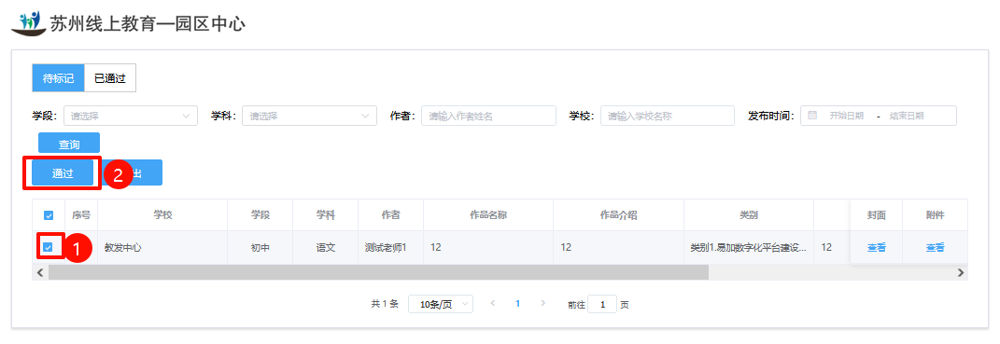 苏州线上教育—园区中心
待标记 已通过
学段： 请选择 学科： 请选择 作者： 请输入作者姓名 学校： 请输入学校名称 发布时间： 开始日期 - 结束日期
查询
通过 2 出
序号 学校 学段 学科 作者 作品名称 作品介绍 类别 封面 附件
1 教发中心 初中 语文 测试老师1 12 12 类别1.易加数字化平台建设... 12 查看 查看
共 1 条 10条/页 1 前往 1 页